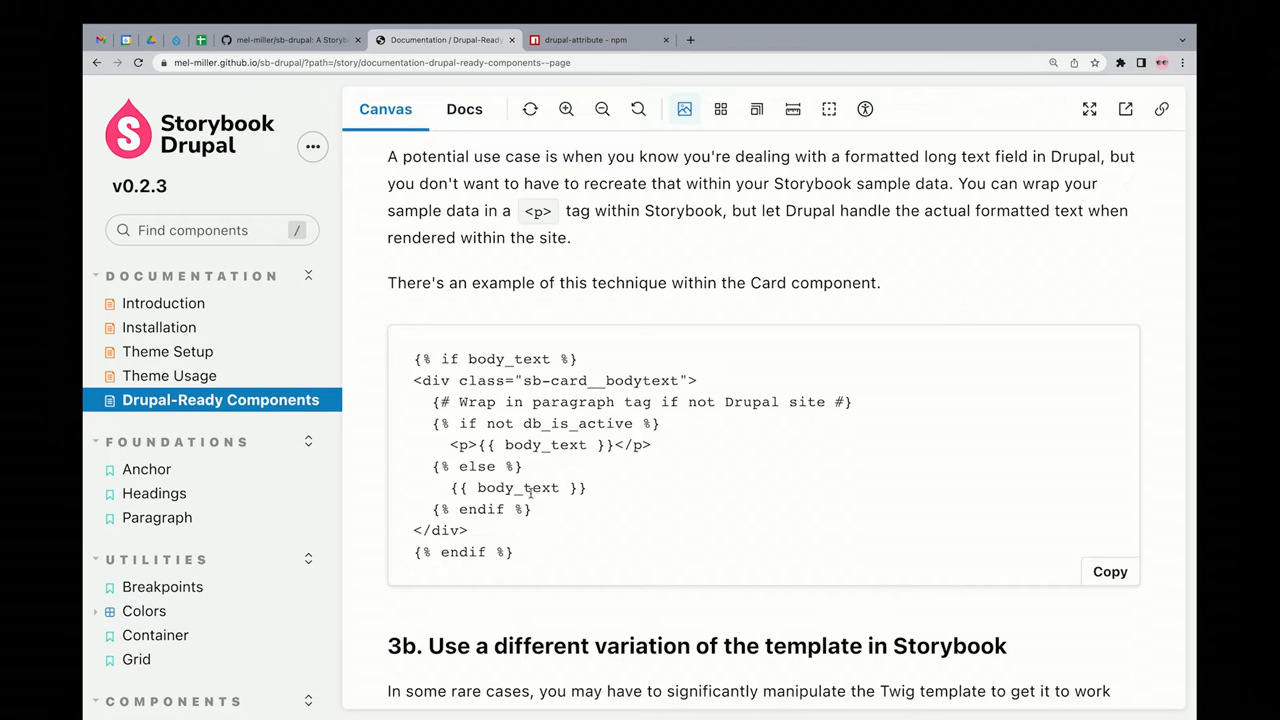 mel-miller/sb-drupal: A Storyb
Documentation / Drupal-Ready
drupal-attribute - npm
mel-miller.github.io/sb-drupal/?path=/story/documentation-drupal-ready-components--page
Storybook
Drupal
v0.2.3
Find components
/
DOCUMENTATION
Introduction
Installation
Theme Setup
Theme Usage
Drupal-Ready Components
FOUNDATIONS
Anchor
Headings
Paragraph
UTILITIES
Breakpoints
Colors
Container
Grid
COMPONENTS
Canvas
Docs
A potential use case is when you know you're dealing with a formatted long text field in Drupal, but
you don't want to have to recreate that within your Storybook sample data. You can wrap your
sample data in a <p> tag within Storybook, but let Drupal handle the actual formatted text when
rendered within the site.
There's an example of this technique within the Card component.
{% if body_text %}
<div class="sb-card__bodytext">
{# Wrap in paragraph tag if not Drupal site #}
{% if not db_is_active %}
<p>{{ body_text }}</p>
{% else %}
{{ body_text }}
{% endif %}
</div>
{% endif %}
Copy
3b. Use a different variation of the template in Storybook
In some rare cases, you may have to significantly manipulate the Twig template to get it to work